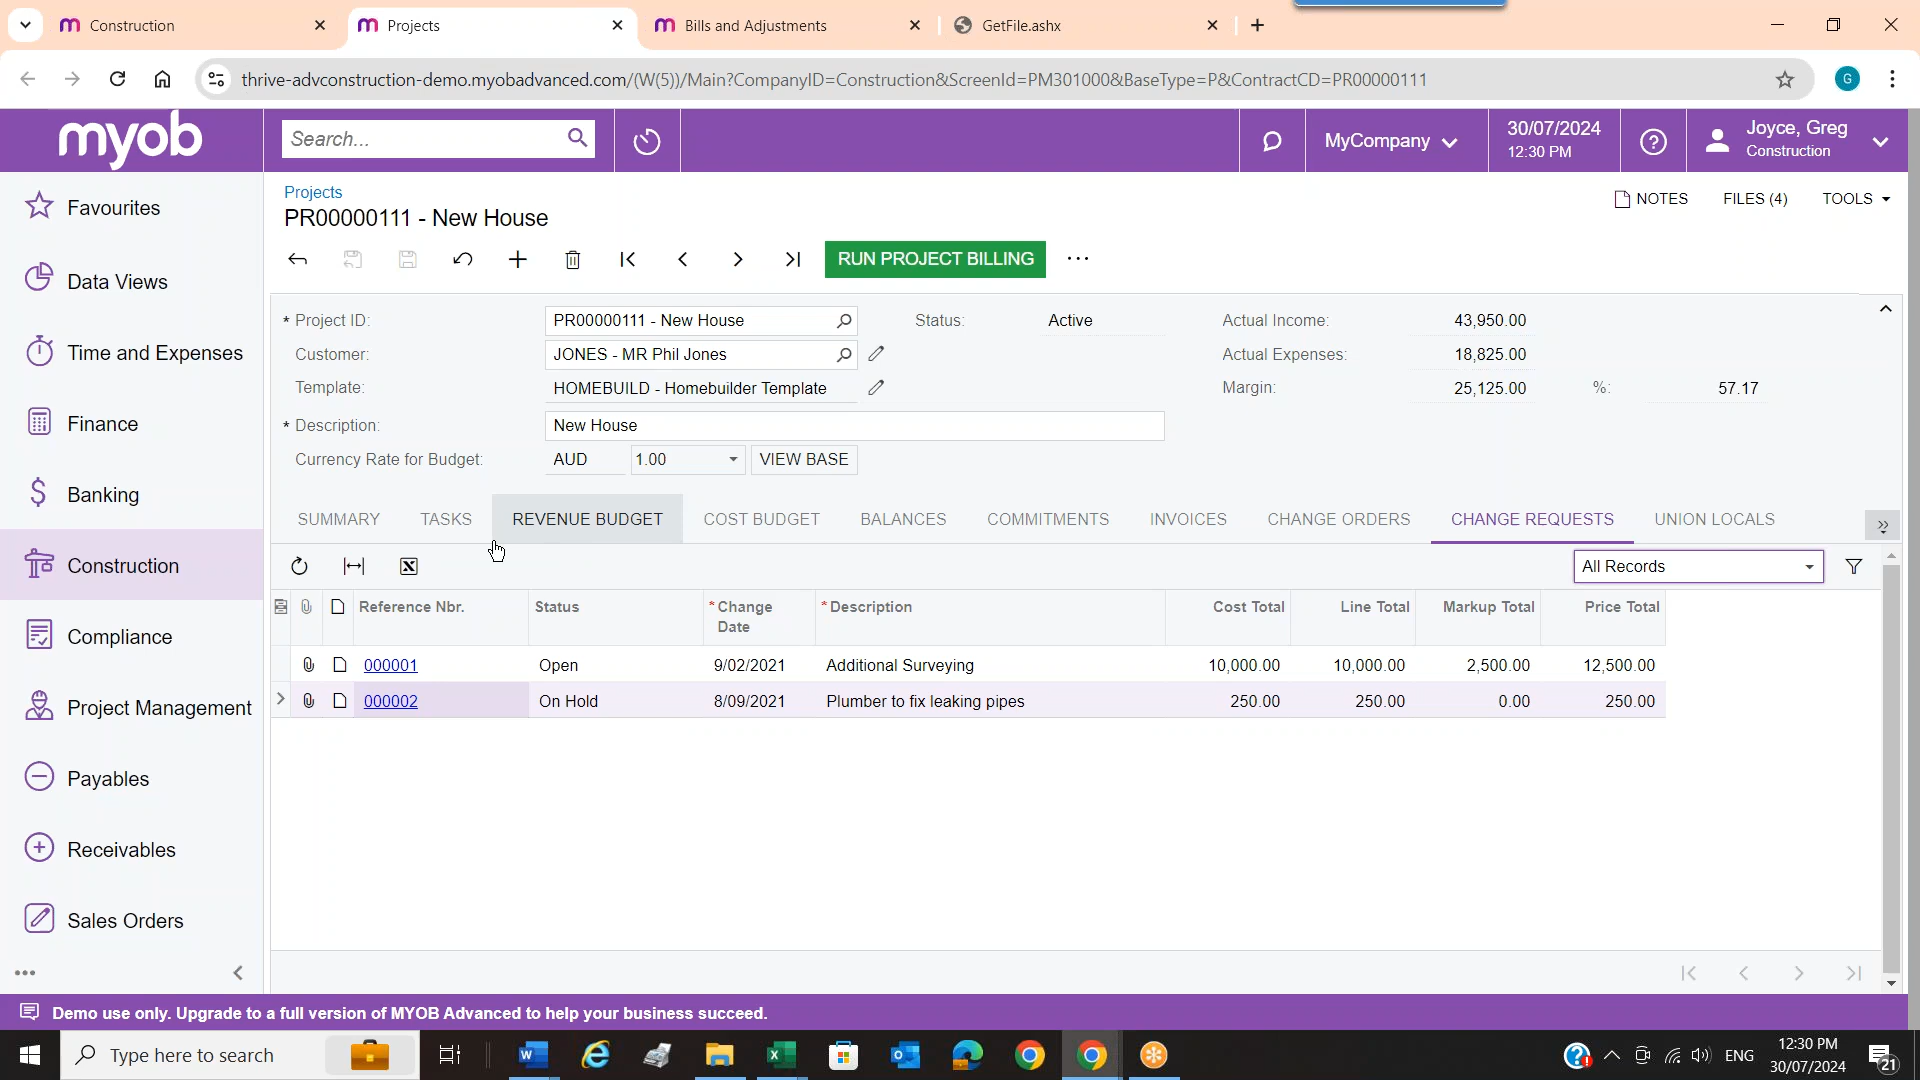 Construction
Projects
Bills and Adjustments
GetFile.ashx
thrive-advconstruction-demo.myobadvanced.com/(W(5))/Main?CompanyID=Construction&ScreenId=PM301000&BaseType=P&ContractCD=PR00000111
G
myob
Search...
MyCompany
30/07/2024
12:30 PM
Joyce, Greg
Construction
Favourites
Data Views
Time and Expenses
Finance
Banking
Construction
Compliance
Project Management
Payables
Receivables
Sales Orders
Projects
PR00000111 - New House
NOTES FILES (4) TOOLS
RUN PROJECT BILLING
* Project ID: PR00000111 - New House Status: Active Actual Income: 43,950.00
Customer: JONES - MR Phil Jones Actual Expenses: 18,825.00
Template: HOMEBUILD - Homebuilder Template Margin: 25,125.00 %: 57.17
* Description: New House
Currency Rate for Budget: AUD 1.00 VIEW BASE
SUMMARY TASKS REVENUE BUDGET COST BUDGET BALANCES COMMITMENTS INVOICES CHANGE ORDERS CHANGE REQUESTS UNION LOCALS
All Records
Reference Nbr. Status * Change Date * Description Cost Total Line Total Markup Total Price Total
000001 Open 9/02/2021 Additional Surveying 10,000.00 10,000.00 2,500.00 12,500.00
000002 On Hold 8/09/2021 Plumber to fix leaking pipes 250.00 250.00 0.00 250.00
Demo use only. Upgrade to a full version of MYOB Advanced to help your business succeed.
Type here to search
ENG
12:30 PM
30/07/2024
21